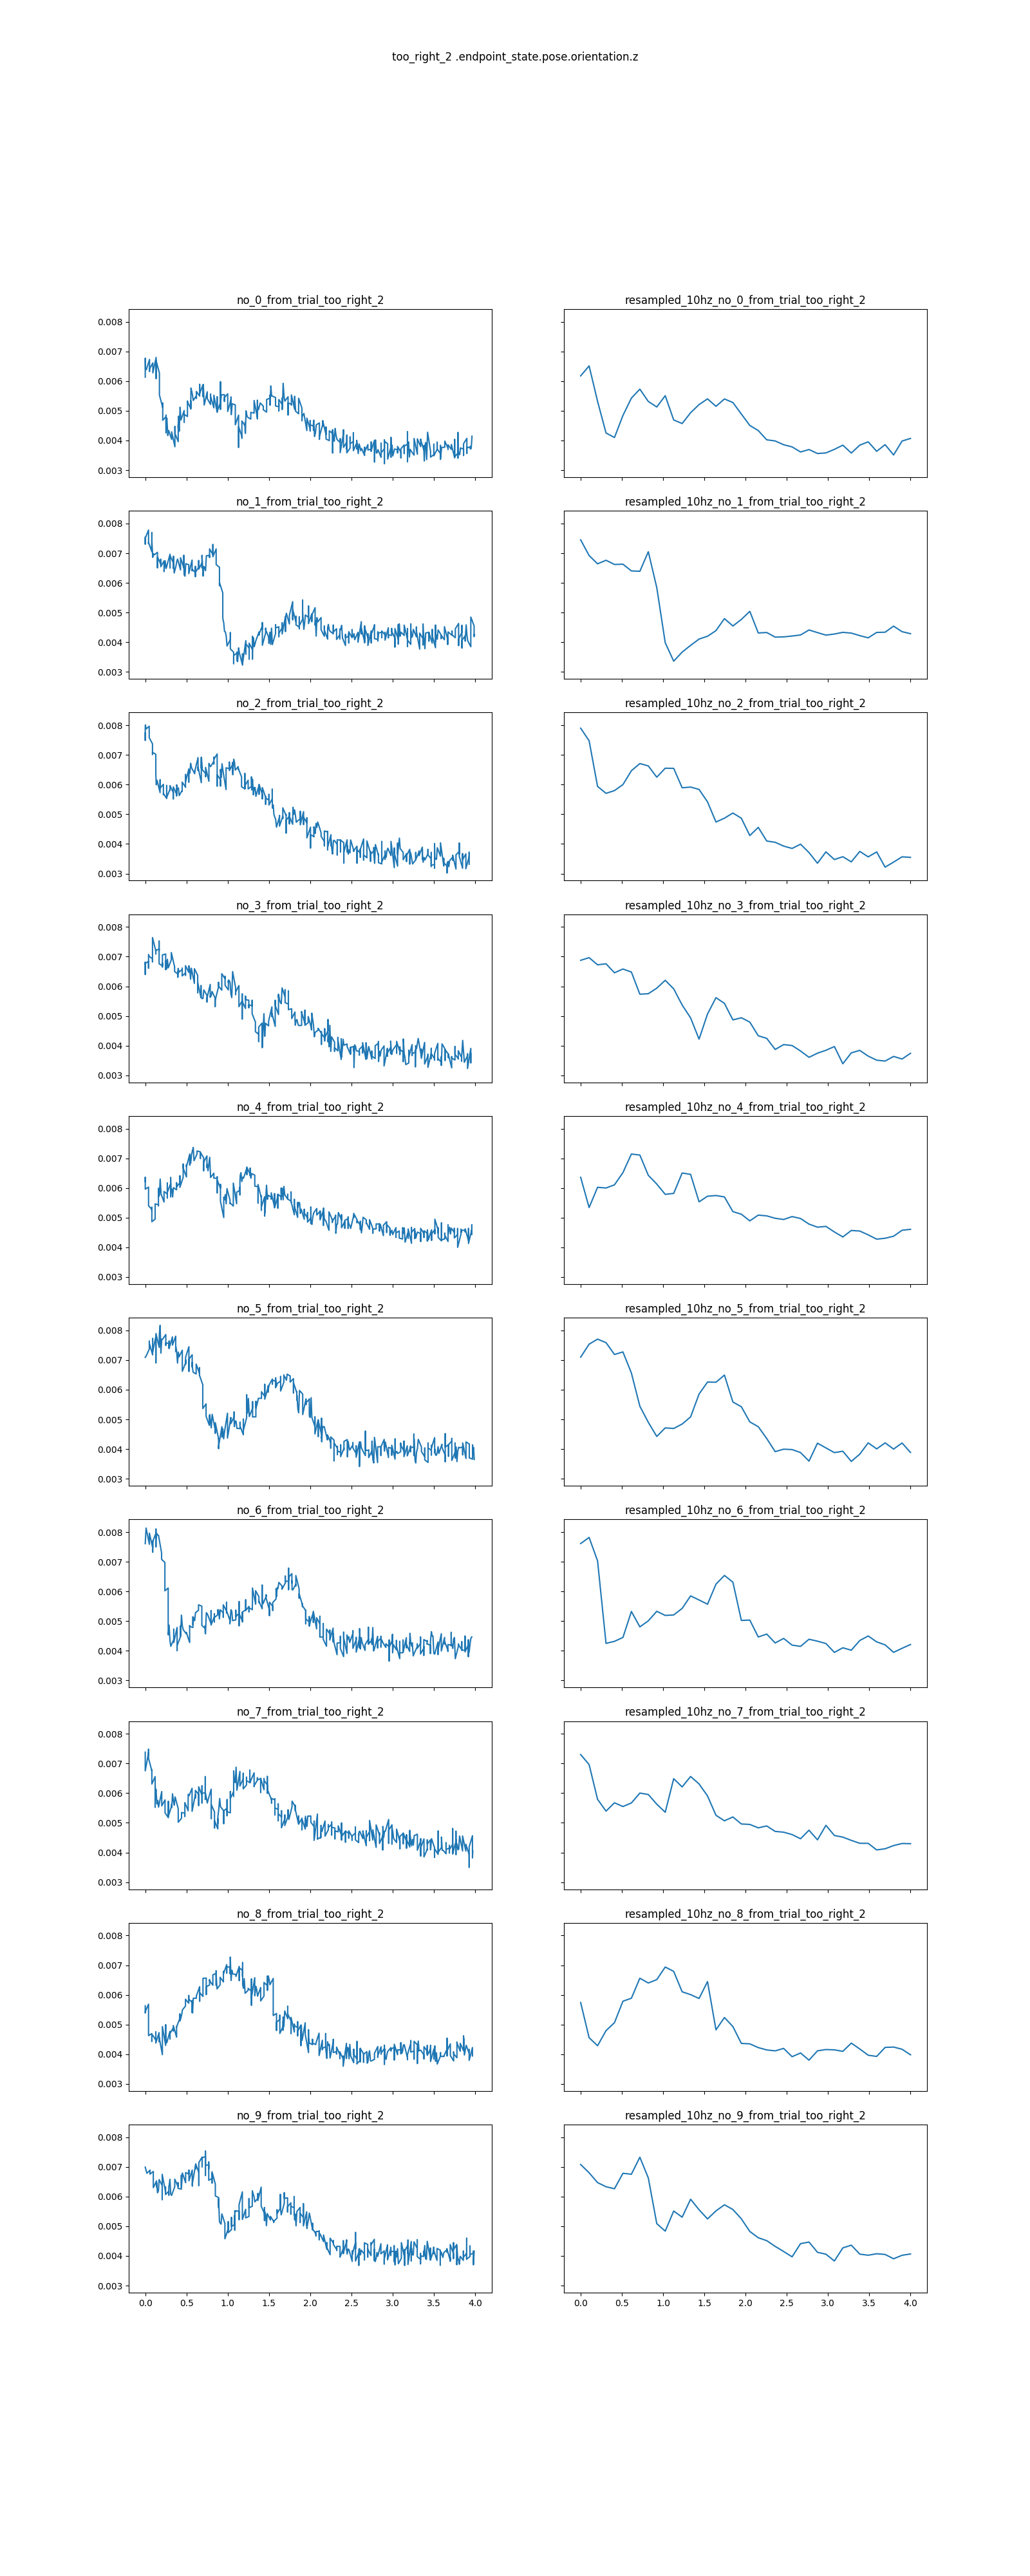 too_right_2 .endpoint_state.pose.orientation.z
no_0_from_trial_too_right_2
resampled_10hz_no_0_from_trial_too_right_2
0.008
0.007
0.006
0.005
0.004
0.003
no_1_from_trial_too_right_2
resampled_10hz_no_1_from_trial_too_right_2
0.008
0.007
0.006
0.005
0.004
0.003
no_2_from_trial_too_right_2
resampled_10hz_no_2_from_trial_too_right_2
0.008
0.007
0.006
0.005
0.004
0.003
no_3_from_trial_too_right_2
resampled_10hz_no_3_from_trial_too_right_2
0.008
0.007
0.006
0.005
0.004
0.003
no_4_from_trial_too_right_2
resampled_10hz_no_4_from_trial_too_right_2
0.008
0.007
0.006
0.005
0.004
0.003
no_5_from_trial_too_right_2
resampled_10hz_no_5_from_trial_too_right_2
0.008
0.007
0.006
0.005
0.004
0.003
no_6_from_trial_too_right_2
resampled_10hz_no_6_from_trial_too_right_2
0.008
0.007
0.006
0.005
0.004
0.003
no_7_from_trial_too_right_2
resampled_10hz_no_7_from_trial_too_right_2
0.008
0.007
0.006
0.005
0.004
0.003
no_8_from_trial_too_right_2
resampled_10hz_no_8_from_trial_too_right_2
0.008
0.007
0.006
0.005
0.004
0.003
no_9_from_trial_too_right_2
resampled_10hz_no_9_from_trial_too_right_2
0.008
0.007
0.006
0.005
0.004
0.003
0.0 0.5 1.0 1.5 2.0 2.5 3.0 3.5 4.0
0.0 0.5 1.0 1.5 2.0 2.5 3.0 3.5 4.0